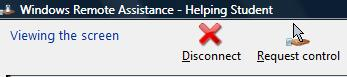 Windows Remote Assistance - Helping Student
Viewing the screen
Disconnect Request control